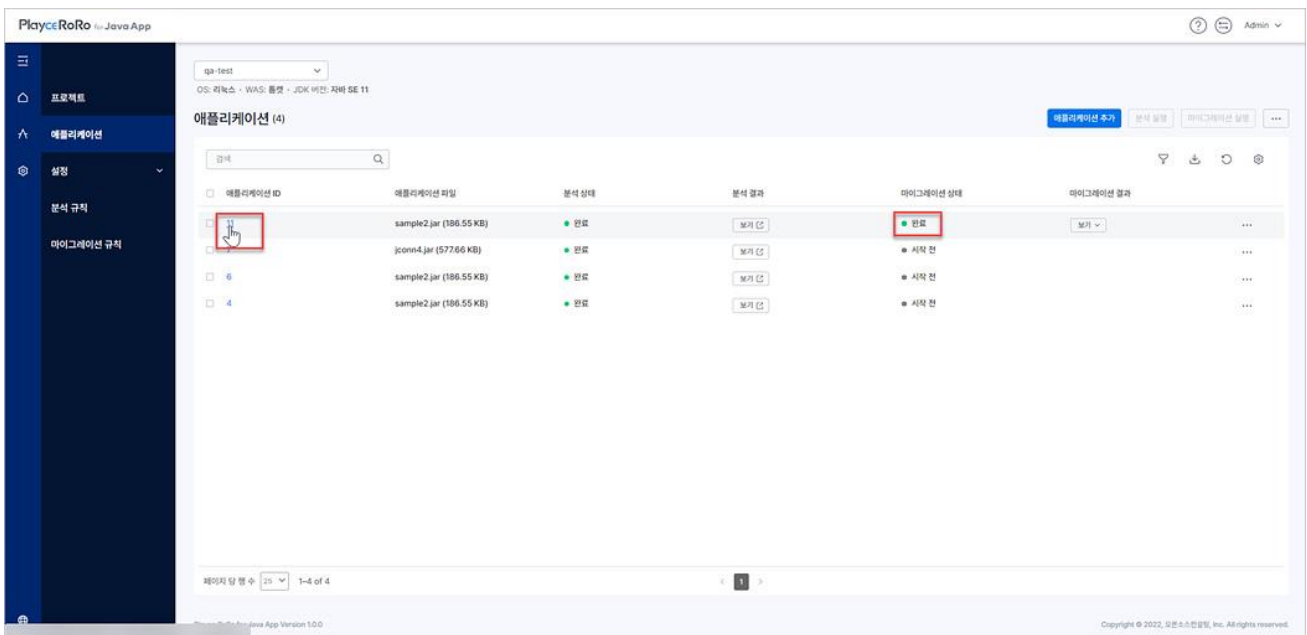 PlayceRoRo for Java App
Admin
qa-test
OS: 리눅스 · WAS: 톰캣 · JDK 버전: 자바 SE 11
프로젝트
애플리케이션
설정
분석 규칙
마이그레이션 규칙
애플리케이션 (4)
애플리케이션 추가 분석 실행 마이그레이션 실행 ...
검색
애플리케이션 ID 애플리케이션 파일 분석 상태 분석 결과 마이그레이션 상태 마이그레이션 결과
11 sample2.jar (186.55 KB) 완료 보기 완료 보기 ...
7 jconn4.jar (577.66 KB) 완료 보기 시작 전 ...
6 sample2.jar (186.55 KB) 완료 보기 시작 전 ...
4 sample2.jar (186.55 KB) 완료 보기 시작 전 ...
페이지 당 행 수 25 1–4 of 4 < 1 >
Java App Version 1.0.0
Copyright © 2022, 오픈소스컨설팅, Inc. All rights reserved.